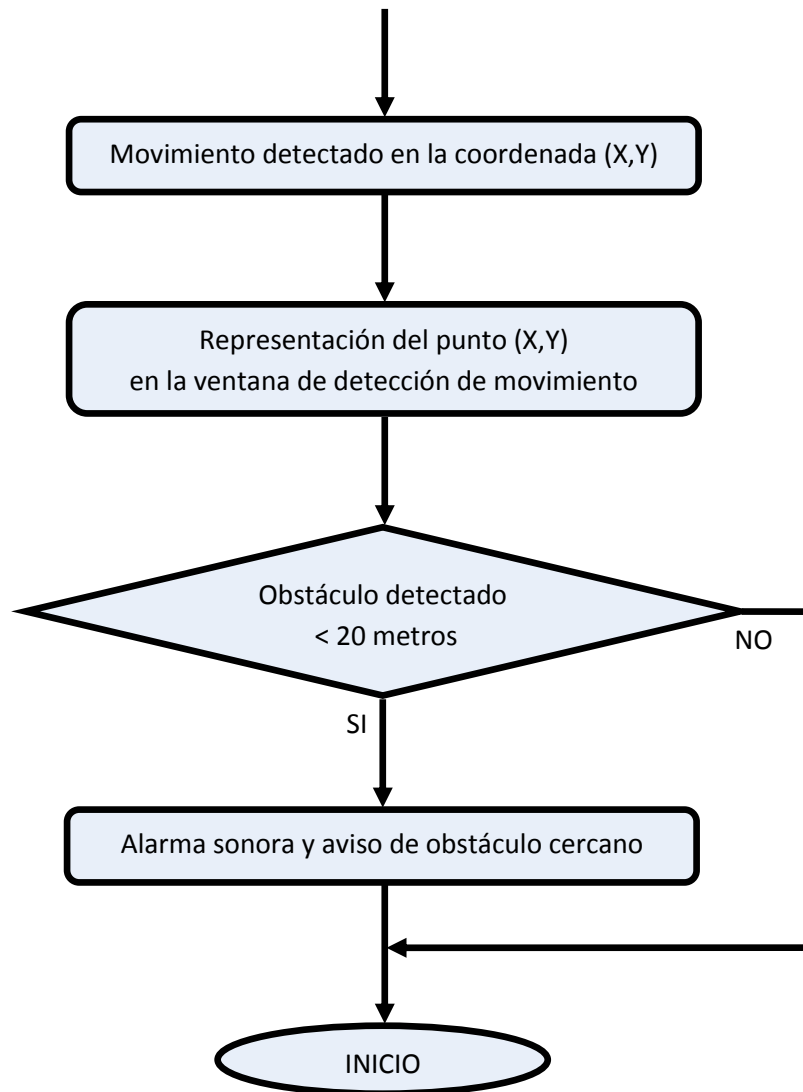 Movimiento detectado en la coordenada (X,Y)
Representación del punto (X,Y)
en la ventana de detección de movimiento
Obstáculo detectado
< 20 metros
NO
SI
Alarma sonora y aviso de obstáculo cercano
INICIO